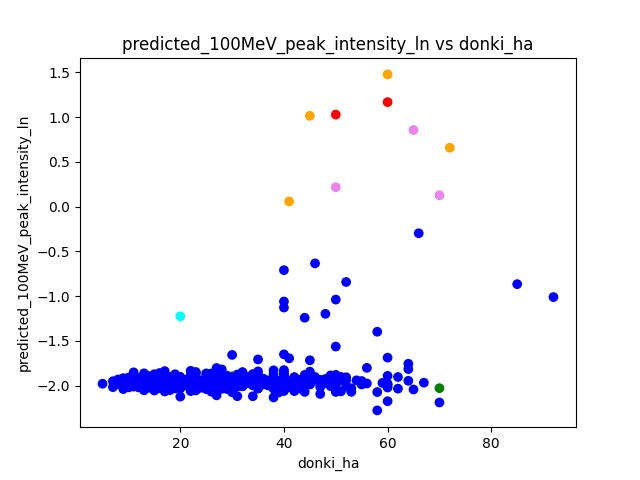 predicted_100MeV_peak_intensity_ln vs donki_ha
predicted_100MeV_peak_intensity_ln
1.5
1.0
0.5
0.0
−0.5
−1.0
−1.5
−2.0
20 40 60 80
donki_ha